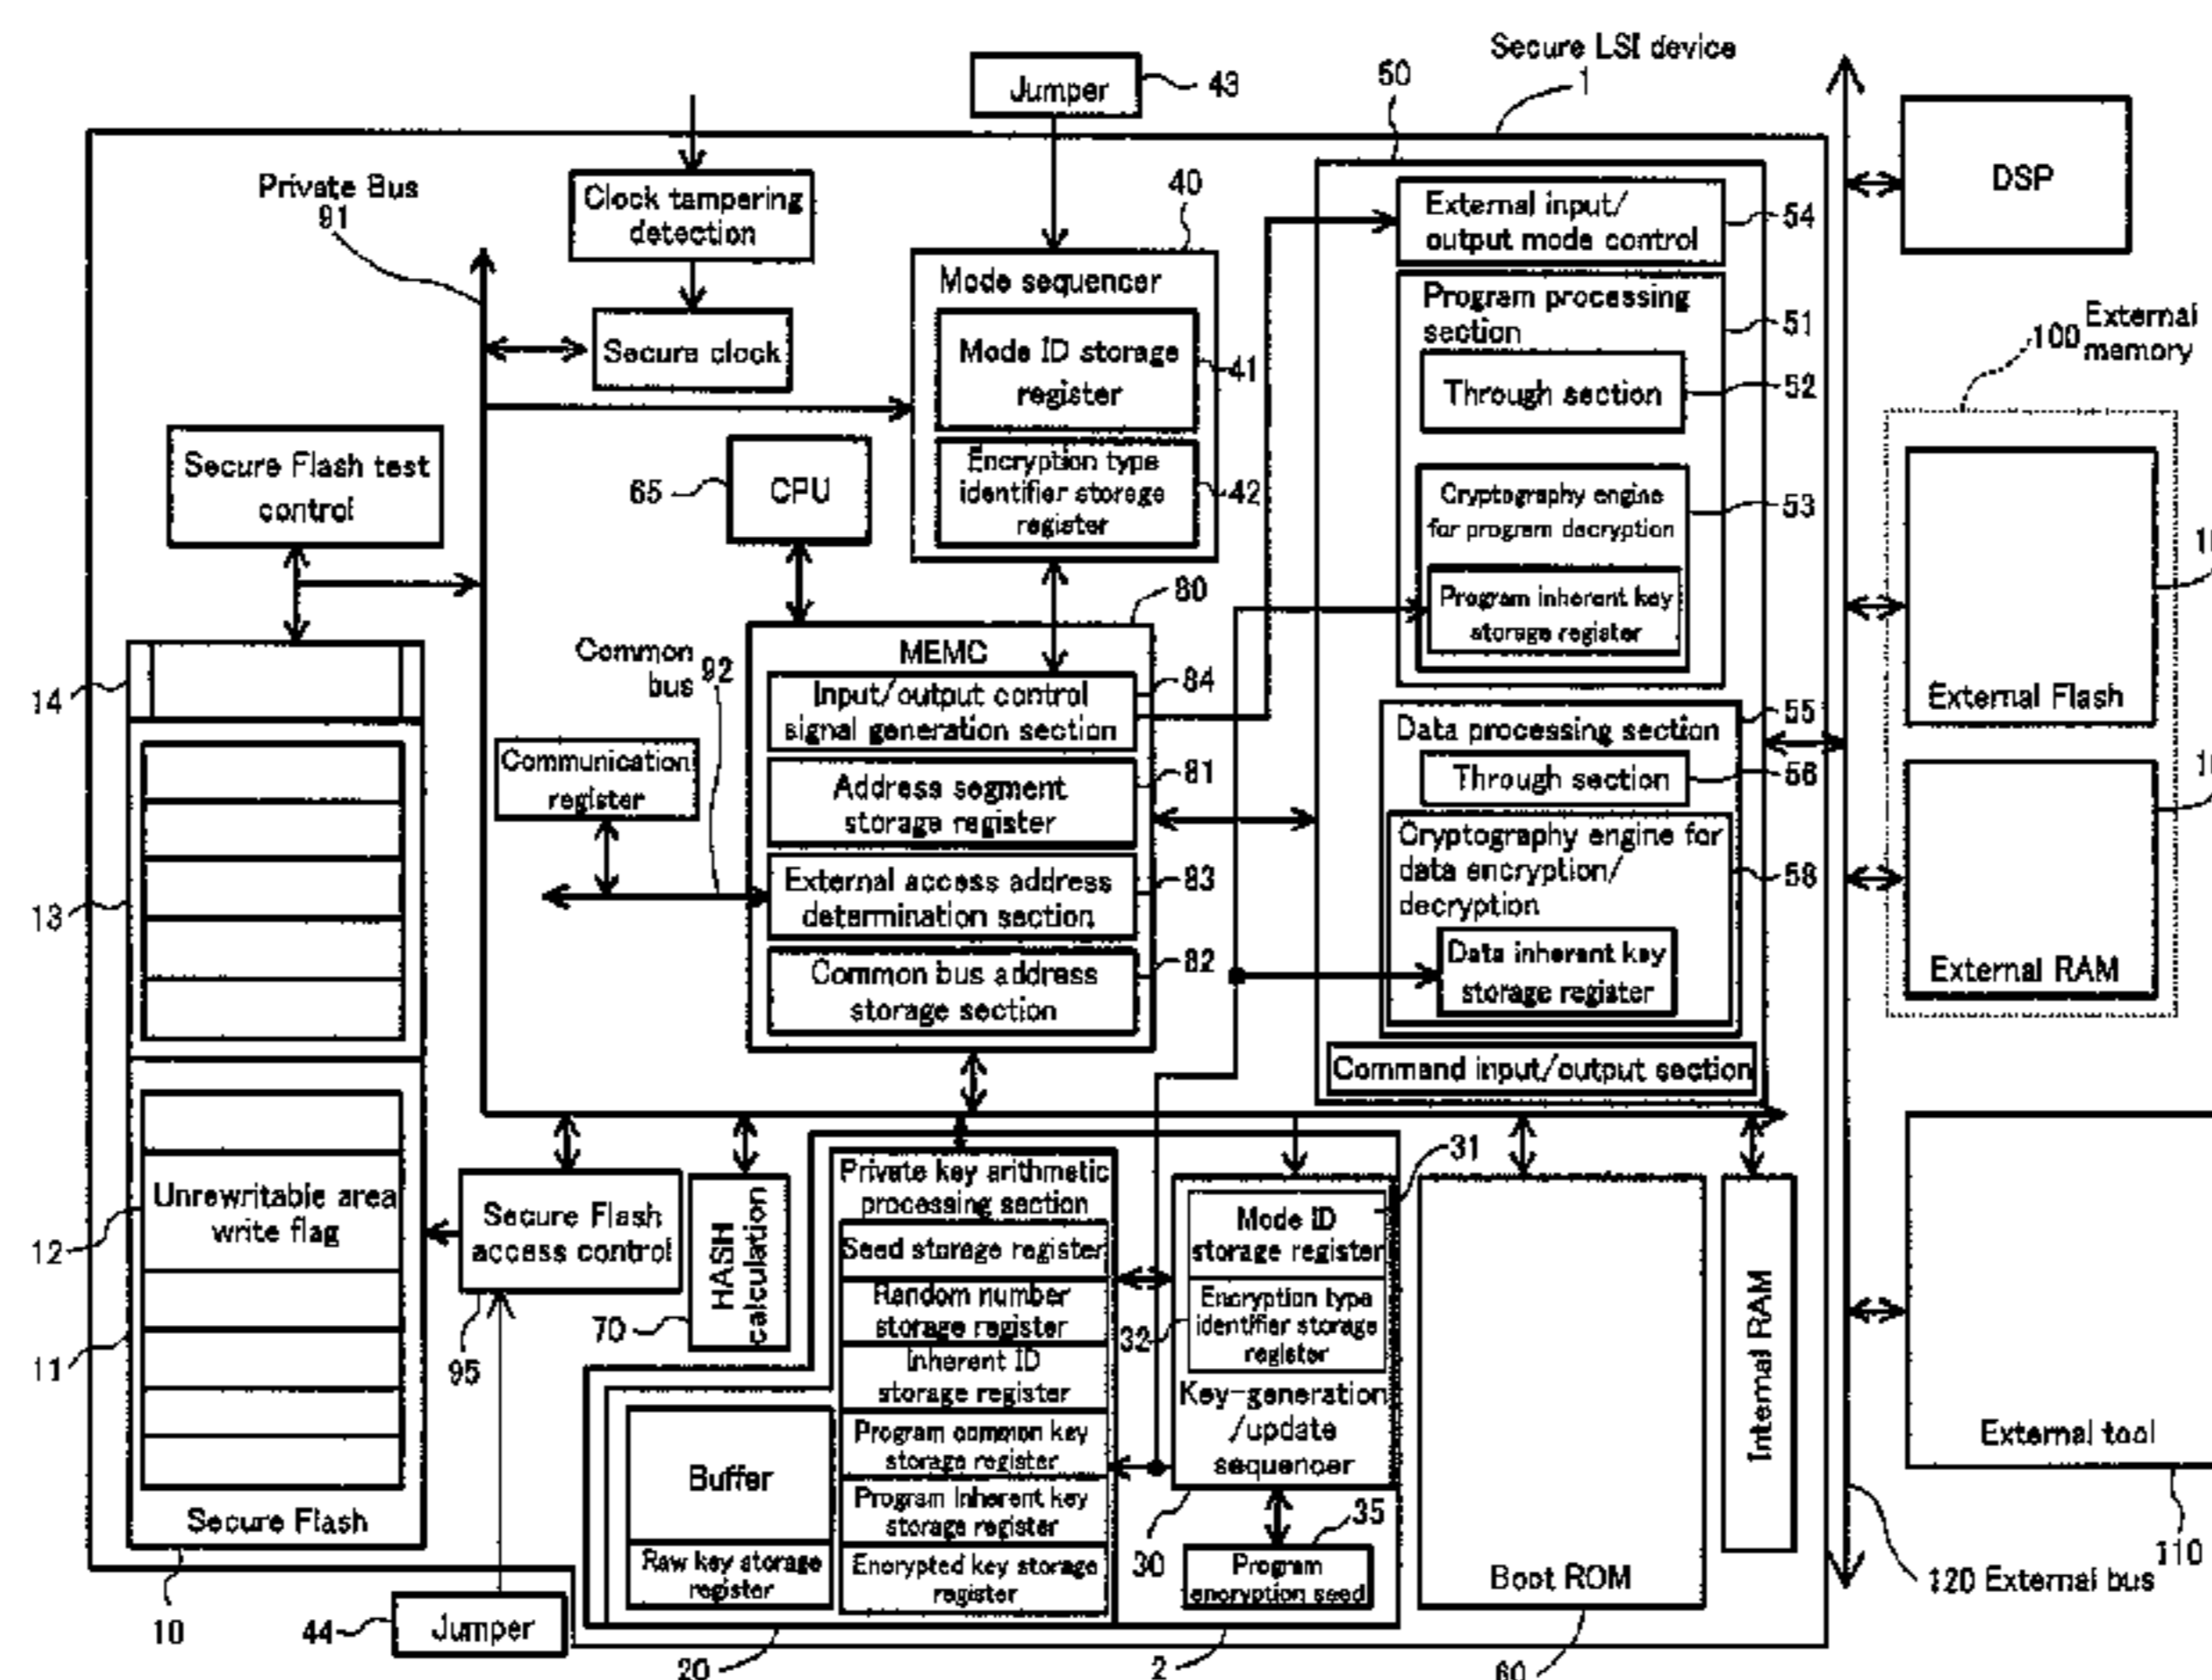 Secure LSI device
1
Jumper
43
50
DSP
Private Bus
91
Clock tampering
detection
40
External input/
output mode control
54
Mode sequencer
Secure clock
Mode ID storage
register
41
Program processing
section
51
Through section
52
100
External
memory
Secure Flash test
control
65
CPU
Encryption type
identifier storage
register
42
Cryptography engine
for program decryption
53
Program inherent key
storage register
80
MEMC
Common
bus
92
14
Input/output control
signal generation section
84
External Flash
Communication
register
Address segment
storage register
81
Data processing section
55
Through section
56
13
External access address
determination section
83
Cryptography engine for
data encryption/
decryption
58
Common bus address
storage section
82
Data inherent key
storage register
External RAM
Command input/output section
12
Unrewritable area
write flag
11
Secure Flash
access control
95
HASH
calculation
70
Private key arithmetic
processing section
Seed storage register
Random number
storage register
Inherent ID
storage register
Program common key
storage register
Program Inherent key
storage register
Encrypted key storage
register
31
Mode ID
storage register
32
Encryption type
identifier storage
register
Key-generation
/update
sequencer
30
35
Program
encryption seed
Buffer
Raw key storage
register
Boot ROM
Internal RAM
External tool
110
120 External bus
Secure Flash
10
44
Jumper
20
2
60